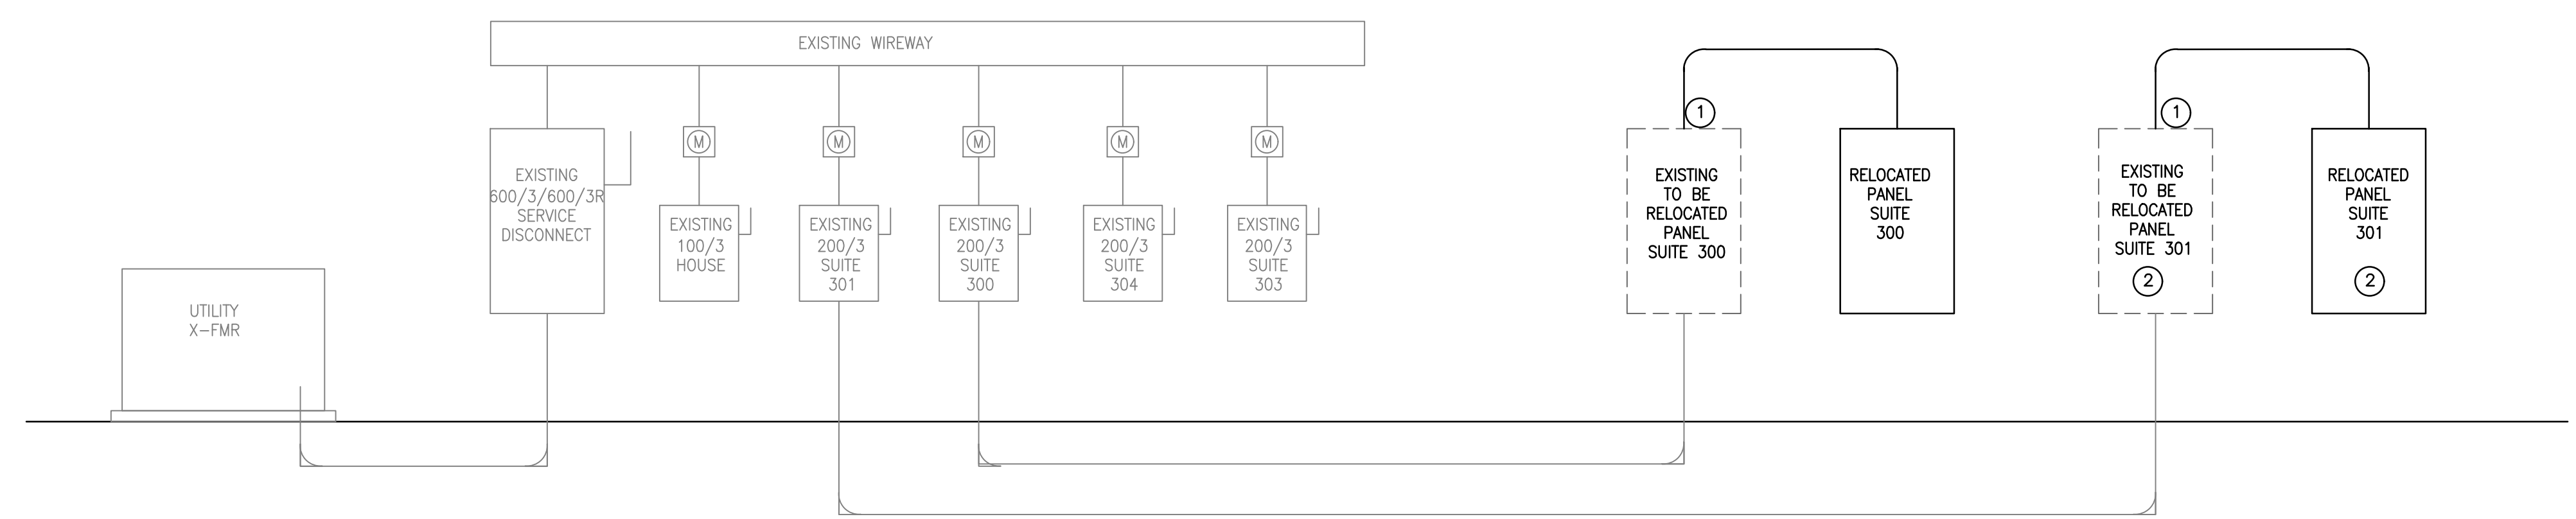 EXISTING WIREWAY
UTILITY
X-FMR
EXISTING
600/3/600/3R
SERVICE
DISCONNECT
M
EXISTING
100/3
HOUSE
M
EXISTING
200/3
SUITE
301
M
EXISTING
200/3
SUITE
300
M
EXISTING
200/3
SUITE
304
M
EXISTING
200/3
SUITE
303
1
EXISTING
TO BE
RELOCATED
PANEL
SUITE 300
RELOCATED
PANEL
SUITE
300
1
EXISTING
TO BE
RELOCATED
PANEL
SUITE 301
2
RELOCATED
PANEL
SUITE
301
2